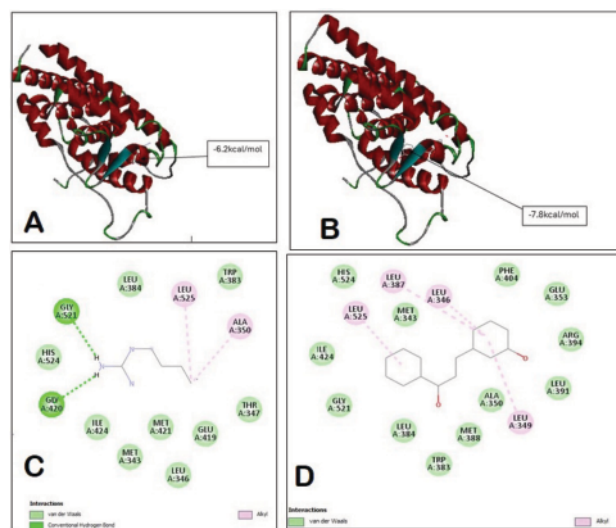 -6.2kcal/mol
A
-7.8kcal/mol
B
LEU
A:384
TRP
A:383
LEU
A:525
GLY
A:521
ALA
A:350
HIS
A:524
H
N
H
A:420
THR
A:347
ILE
A:424
MET
A:421
GLU
A:419
MET
A:343
LEU
A:346
C
Interactions
van der Waals
Conventional Hydrogen Bond
Alkyl
HIS
A:524
LEU
A:387
LEU
A:346
PHE
A:404
GLU
A:353
MET
A:343
LEU
A:525
ARG
A:394
ILE
A:424
ALA
A:350
LEU
A:391
GLY
A:521
LEU
A:384
MET
A:388
LEU
A:349
TRP
A:383
D
Interactions
van der Waals
Alkyl